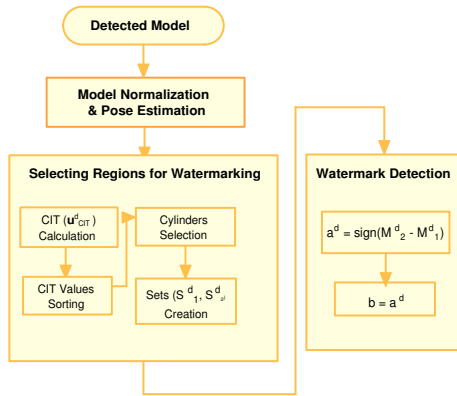 Detected Model
Model Normalization
& Pose Estimation
Selecting Regions for Watermarking
CIT (u^d_CIT)
Calculation
CIT Values
Sorting
Cylinders
Selection
Sets (S^d_1, S^d
Creation
Watermark Detection
a^d = sign(M^d_2 - M^d_1)
b = a^d